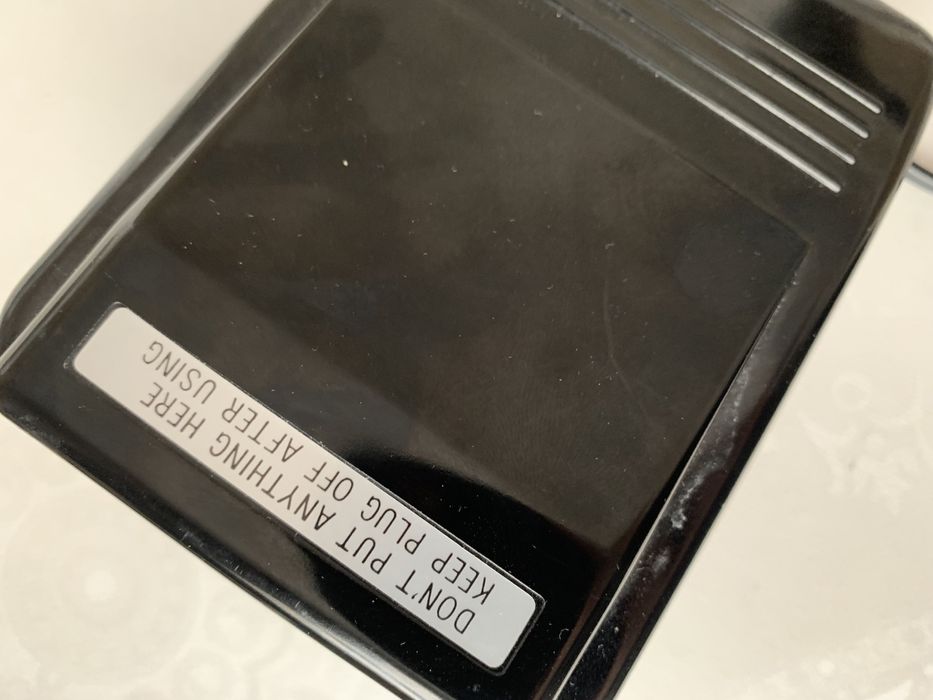 DON'T PUT ANYTHING HERE
KEEP PLUG OFF AFTER USING